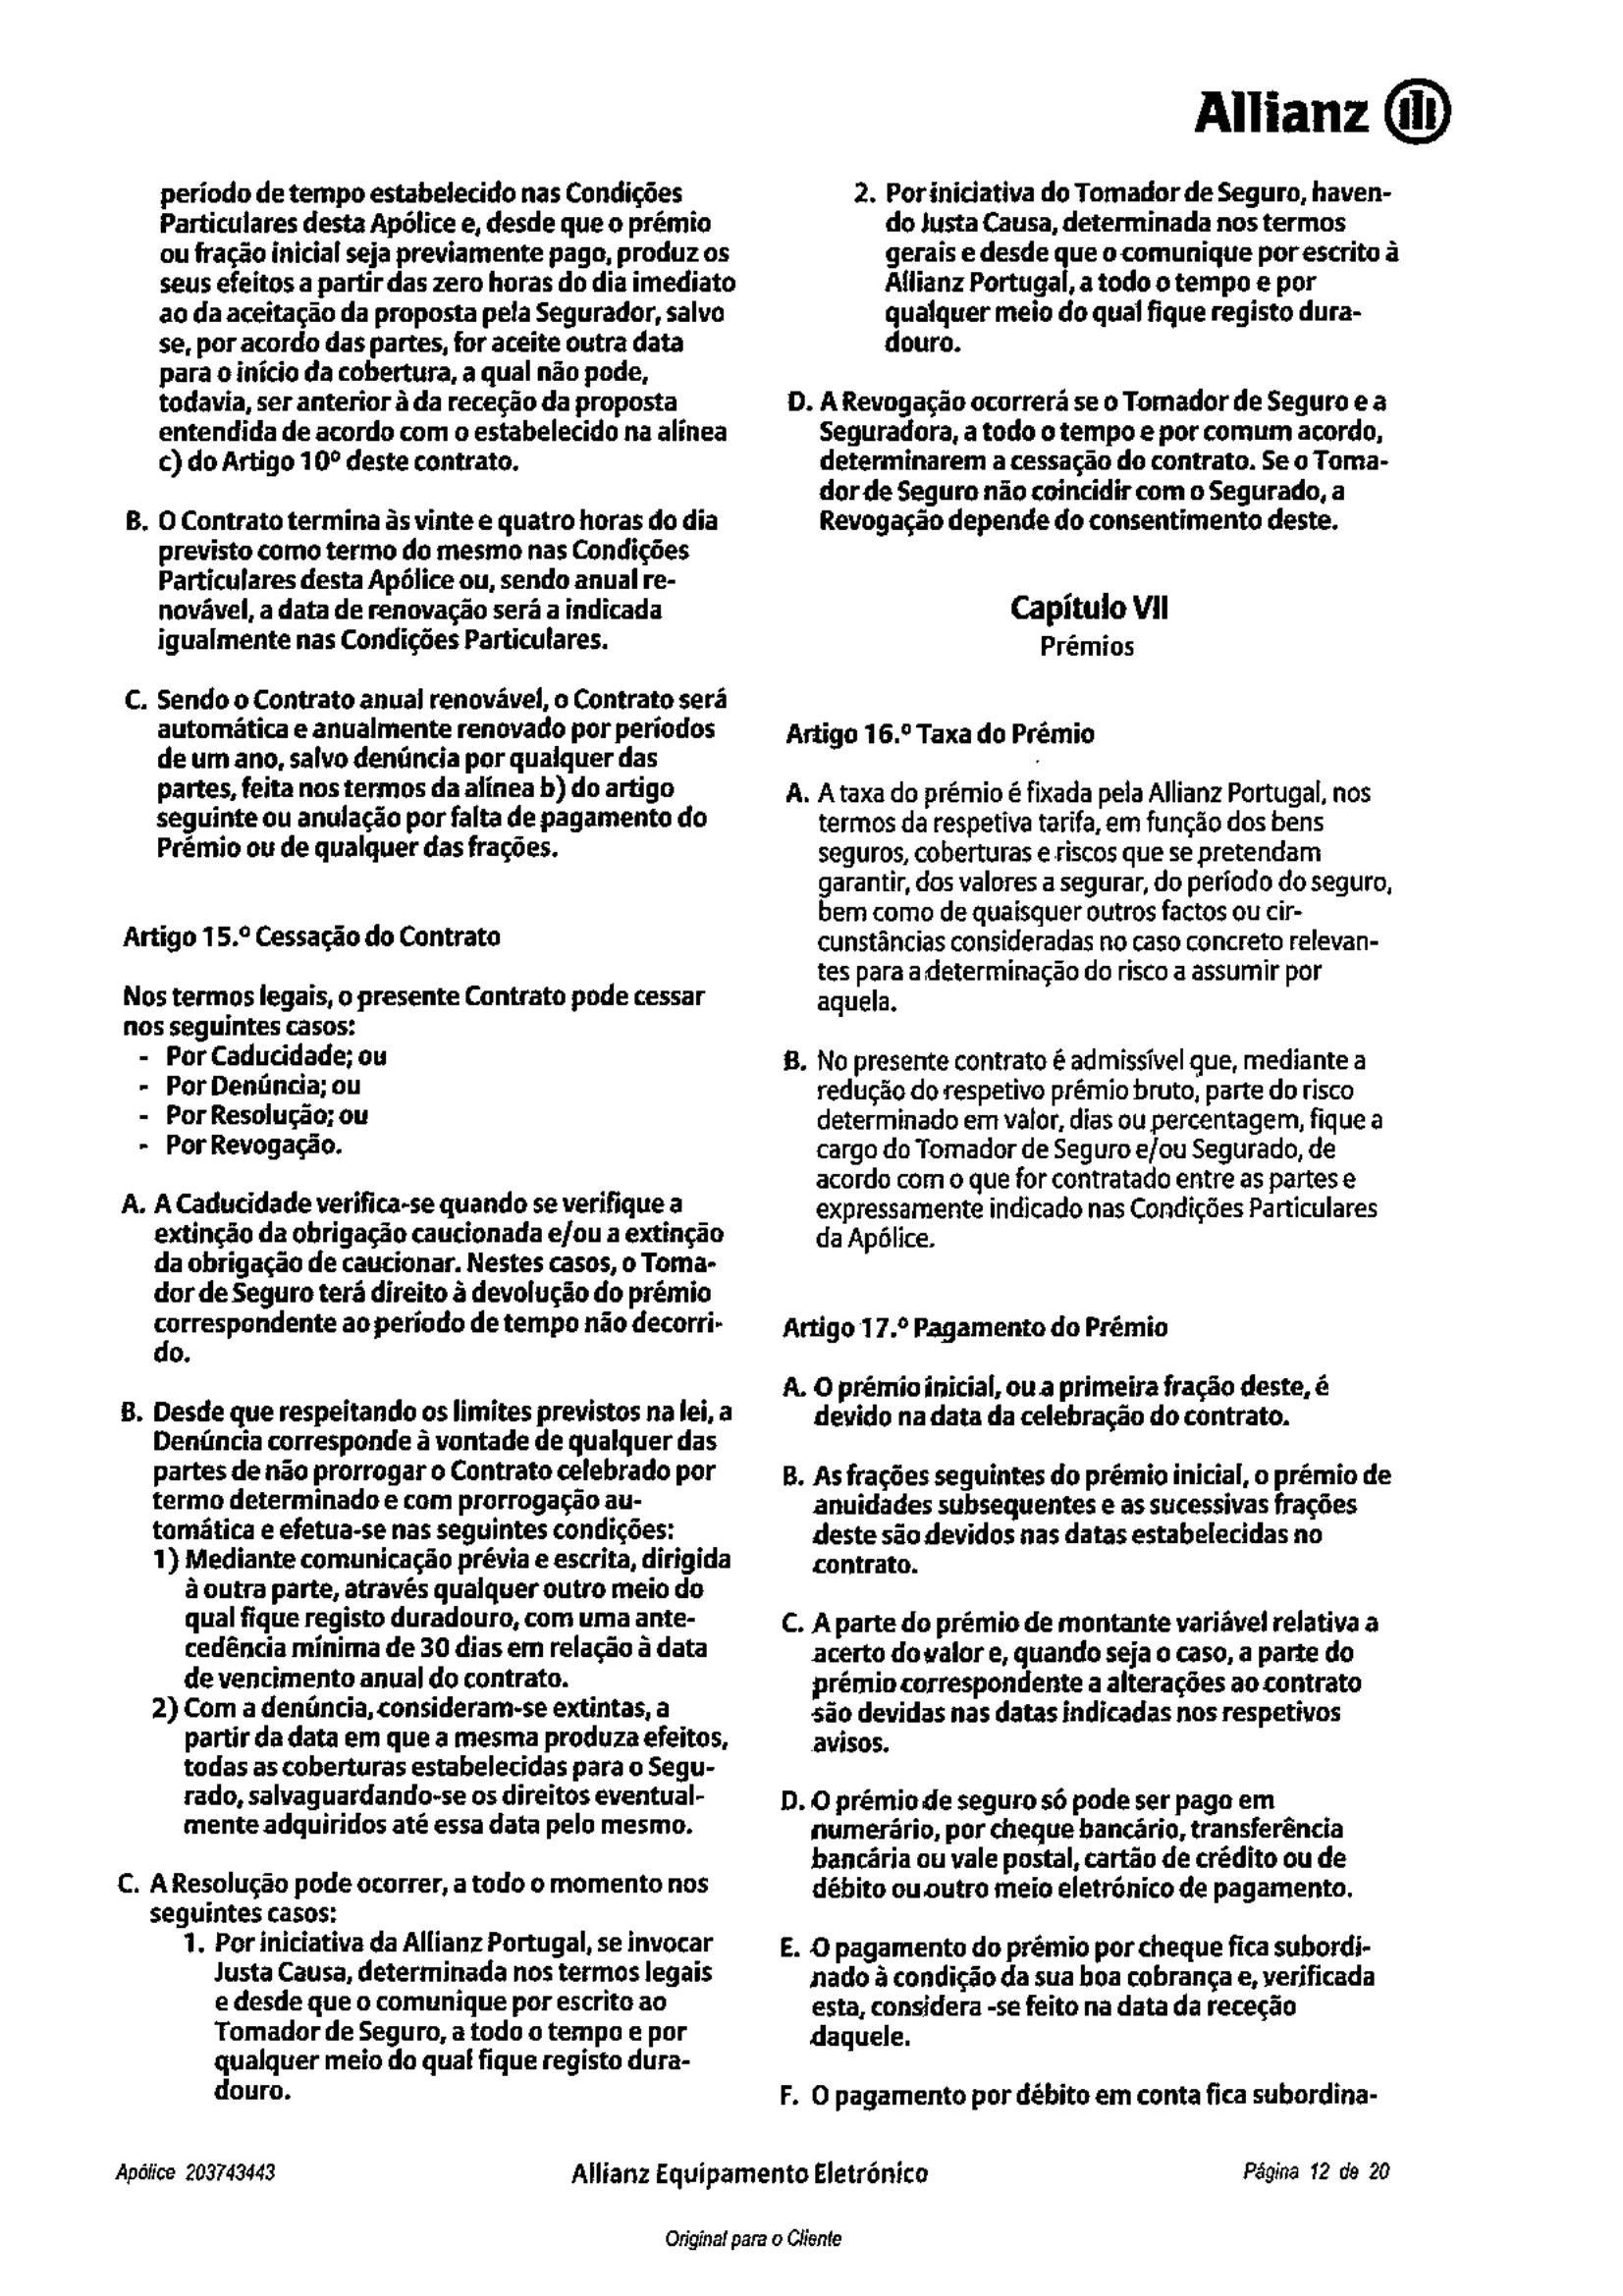 Allianz
período de tempo estabelecido nas Condições
Particulares desta Apólice e, desde que o prémio
ou fração inicial seja previamente pago, produz os
seus efeitos a partir das zero horas do dia imediato
ao da aceitação da proposta pela Segurador, salvo
se, por acordo das partes, for aceite outra data
para o início da cobertura, a qual não pode,
todavia, ser anterior à da receção da proposta
entendida de acordo com o estabelecido na alínea
c) do Artigo 10º deste contrato.
B. O Contrato termina às vinte e quatro horas do dia
previsto como termo do mesmo nas Condições
Particulares desta Apólice ou, sendo anual re-
novável, a data de renovação será a indicada
igualmente nas Condições Particulares.
C. Sendo o Contrato anual renovável, o Contrato será
automática e anualmente renovado por períodos
de um ano, salvo denúncia por qualquer das
partes, feita nos termos da alínea b) do artigo
seguinte ou anulação por falta de pagamento do
Prémio ou de qualquer das frações.
Artigo 15.º Cessação do Contrato
Nos termos legais, o presente Contrato pode cessar
nos seguintes casos:
- Por Caducidade; ou
- Por Denúncia; ou
- Por Resolução; ou
- Por Revogação.
A. A Caducidade verifica-se quando se verifique a
extinção da obrigação caucionada e/ou a extinção
da obrigação de caucionar. Nestes casos, o Toma-
dor de Seguro terá direito à devolução do prémio
correspondente ao período de tempo não decorri-
do.
B. Desde que respeitando os limites previstos na lei, a
Denúncia corresponde à vontade de qualquer das
partes de não prorrogar o Contrato celebrado por
termo determinado e com prorrogação au-
tomática e efetua-se nas seguintes condições:
1) Mediante comunicação prévia e escrita, dirigida
à outra parte, através qualquer outro meio do
qual fique registo duradouro, com uma ante-
cedência mínima de 30 dias em relação à data
de vencimento anual do contrato.
2) Com a denúncia, consideram-se extintas, a
partir da data em que a mesma produza efeitos,
todas as coberturas estabelecidas para o Segu-
rado, salvaguardando-se os direitos eventual-
mente adquiridos até essa data pelo mesmo.
C. A Resolução pode ocorrer, a todo o momento nos
seguintes casos:
1. Por iniciativa da Allianz Portugal, se invocar
Justa Causa, determinada nos termos legais
e desde que o comunique por escrito ao
Tomador de Seguro, a todo o tempo e por
qualquer meio do qual fique registo dura-
douro.
2. Por iniciativa do Tomador de Seguro, haven-
do Justa Causa, determinada nos termos
gerais e desde que o comunique por escrito à
Allianz Portugal, a todo o tempo e por
qualquer meio do qual fique registo dura-
douro.
D. A Revogação ocorrerá se o Tomador de Seguro e a
Seguradora, a todo o tempo e por comum acordo,
determinarem a cessação do contrato. Se o Toma-
dor de Seguro não coincidir com o Segurado, a
Revogação depende do consentimento deste.
Capítulo VII
Prémios
Artigo 16.º Taxa do Prémio
A. A taxa do prémio é fixada pela Allianz Portugal, nos
termos da respetiva tarifa, em função dos bens
seguros, coberturas e riscos que se pretendam
garantir, dos valores a segurar, do período do seguro,
bem como de quaisquer outros factos ou cir-
cunstâncias consideradas no caso concreto relevan-
tes para a determinação do risco a assumir por
aquela.
B. No presente contrato é admissível que, mediante a
redução do respetivo prémio bruto, parte do risco
determinado em valor, dias ou percentagem, fique a
cargo do Tomador de Seguro e/ou Segurado, de
acordo com o que for contratado entre as partes e
expressamente indicado nas Condições Particulares
da Apólice.
Artigo 17.º Pagamento do Prémio
A. O prémio inicial, ou a primeira fração deste, é
devido na data da celebração do contrato.
B. As frações seguintes do prémio inicial, o prémio de
anuidades subsequentes e as sucessivas frações
deste são devidos nas datas estabelecidas no
contrato.
C. A parte do prémio de montante variável relativa a
acerto do valor e, quando seja o caso, a parte do
prémio correspondente a alterações ao contrato
são devidas nas datas indicadas nos respetivos
avisos.
D. O prémio de seguro só pode ser pago em
numerário, por cheque bancário, transferência
bancária ou vale postal, cartão de crédito ou de
débito ou outro meio eletrónico de pagamento.
E. O pagamento do prémio por cheque fica subordi-
nado à condição da sua boa cobrança e, verificada
esta, considera -se feito na data da receção
daquele.
F. O pagamento por débito em conta fica subordina-
Apólice 203743443
Allianz Equipamento Eletrónico
Página 12 de 20
Original para o Cliente